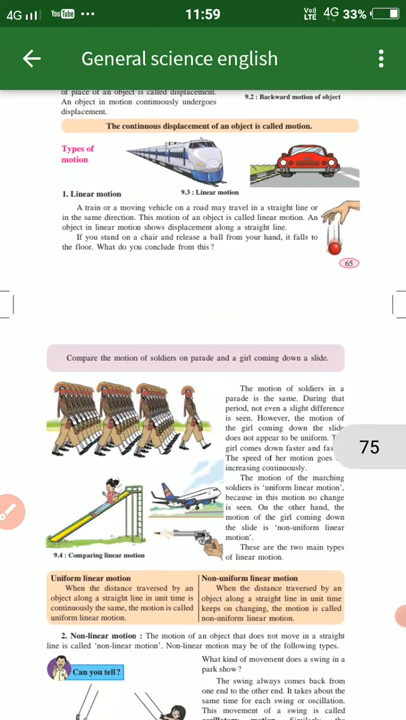 4G
YouTube
11:59
Vo)
LTE
4G 33%
General science english
of place of an object is called displacement.
An object in motion continuously undergoes
displacement.
9.2 : Backward motion of object
The continuous displacement of an object is called motion.
Types of
motion
9.3 : Linear motion
1. Linear motion
A train or a moving vehicle on a road may travel in a straight line or
in the same direction. This motion of an object is called linear motion. An
object in linear motion shows displacement along a straight line.
If you stand on a chair and release a ball from your hand, it falls to
the floor. What do you conclude from this ?
65
Compare the motion of soldiers on parade and a girl coming down a slide.
The motion of soldiers in a
parade is the same. During that
period, not even a slight difference
is seen. However, the motion of
the girl coming down the slide
does not appear to be uniform.
girl comes down faster and
The speed of her motion goes
increasing continuously.
75
The motion of the marching
soldiers is 'uniform linear motion',
because in this motion no change
is seen. On the other hand, the
motion of the girl coming down
the slide is 'non-uniform linear
motion'.
These are the two main types
of linear motion.
9.4 : Comparing linear motion
Uniform linear motion
When the distance traversed by an
object along a straight line in unit time is
continuously the same, the motion is called
uniform linear motion.
Non-uniform linear motion
When the distance traversed by an
object along a straight line in unit time
keeps on changing, the motion is called
non-uniform linear motion.
2. Non-linear motion : The motion of an object that does not move in a straight
line is called 'non-linear motion'. Non-linear motion may be of the following types.
Can you tell ?
What kind of movement does a swing in a
park show?
The swing always comes back from
one end to the other end. It takes about the
same time for each swing or oscillation.
This movement of a swing is called